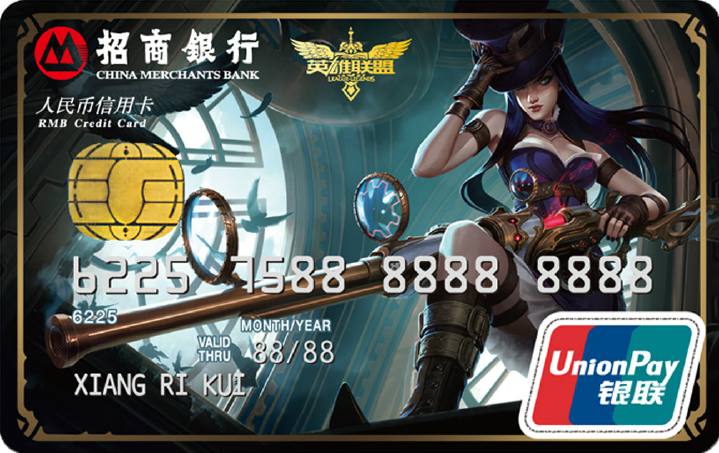 招商銀行
CHINA MERCHANTS BANK
英雄联盟
LEAGUE LEGENDS
人民币信用卡
RMB Credit Card
6225 7588 8888 8888
6225
MONTH/YEAR
VALID THRU 88/88
XIANG RI KUI
UnionPay
银联